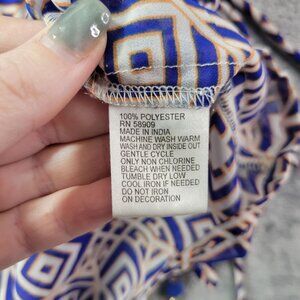 100% POLYESTER
RN 58909
MADE IN INDIA
MACHINE WASH WARM
WASH AND DRY INSIDE OUT
GENTLE CYCLE
ONLY NON CHLORINE
BLEACH WHEN NEEDED
TUMBLE DRY LOW
COOL IRON IF NEEDED
DO NOT IRON
ON DECORATION